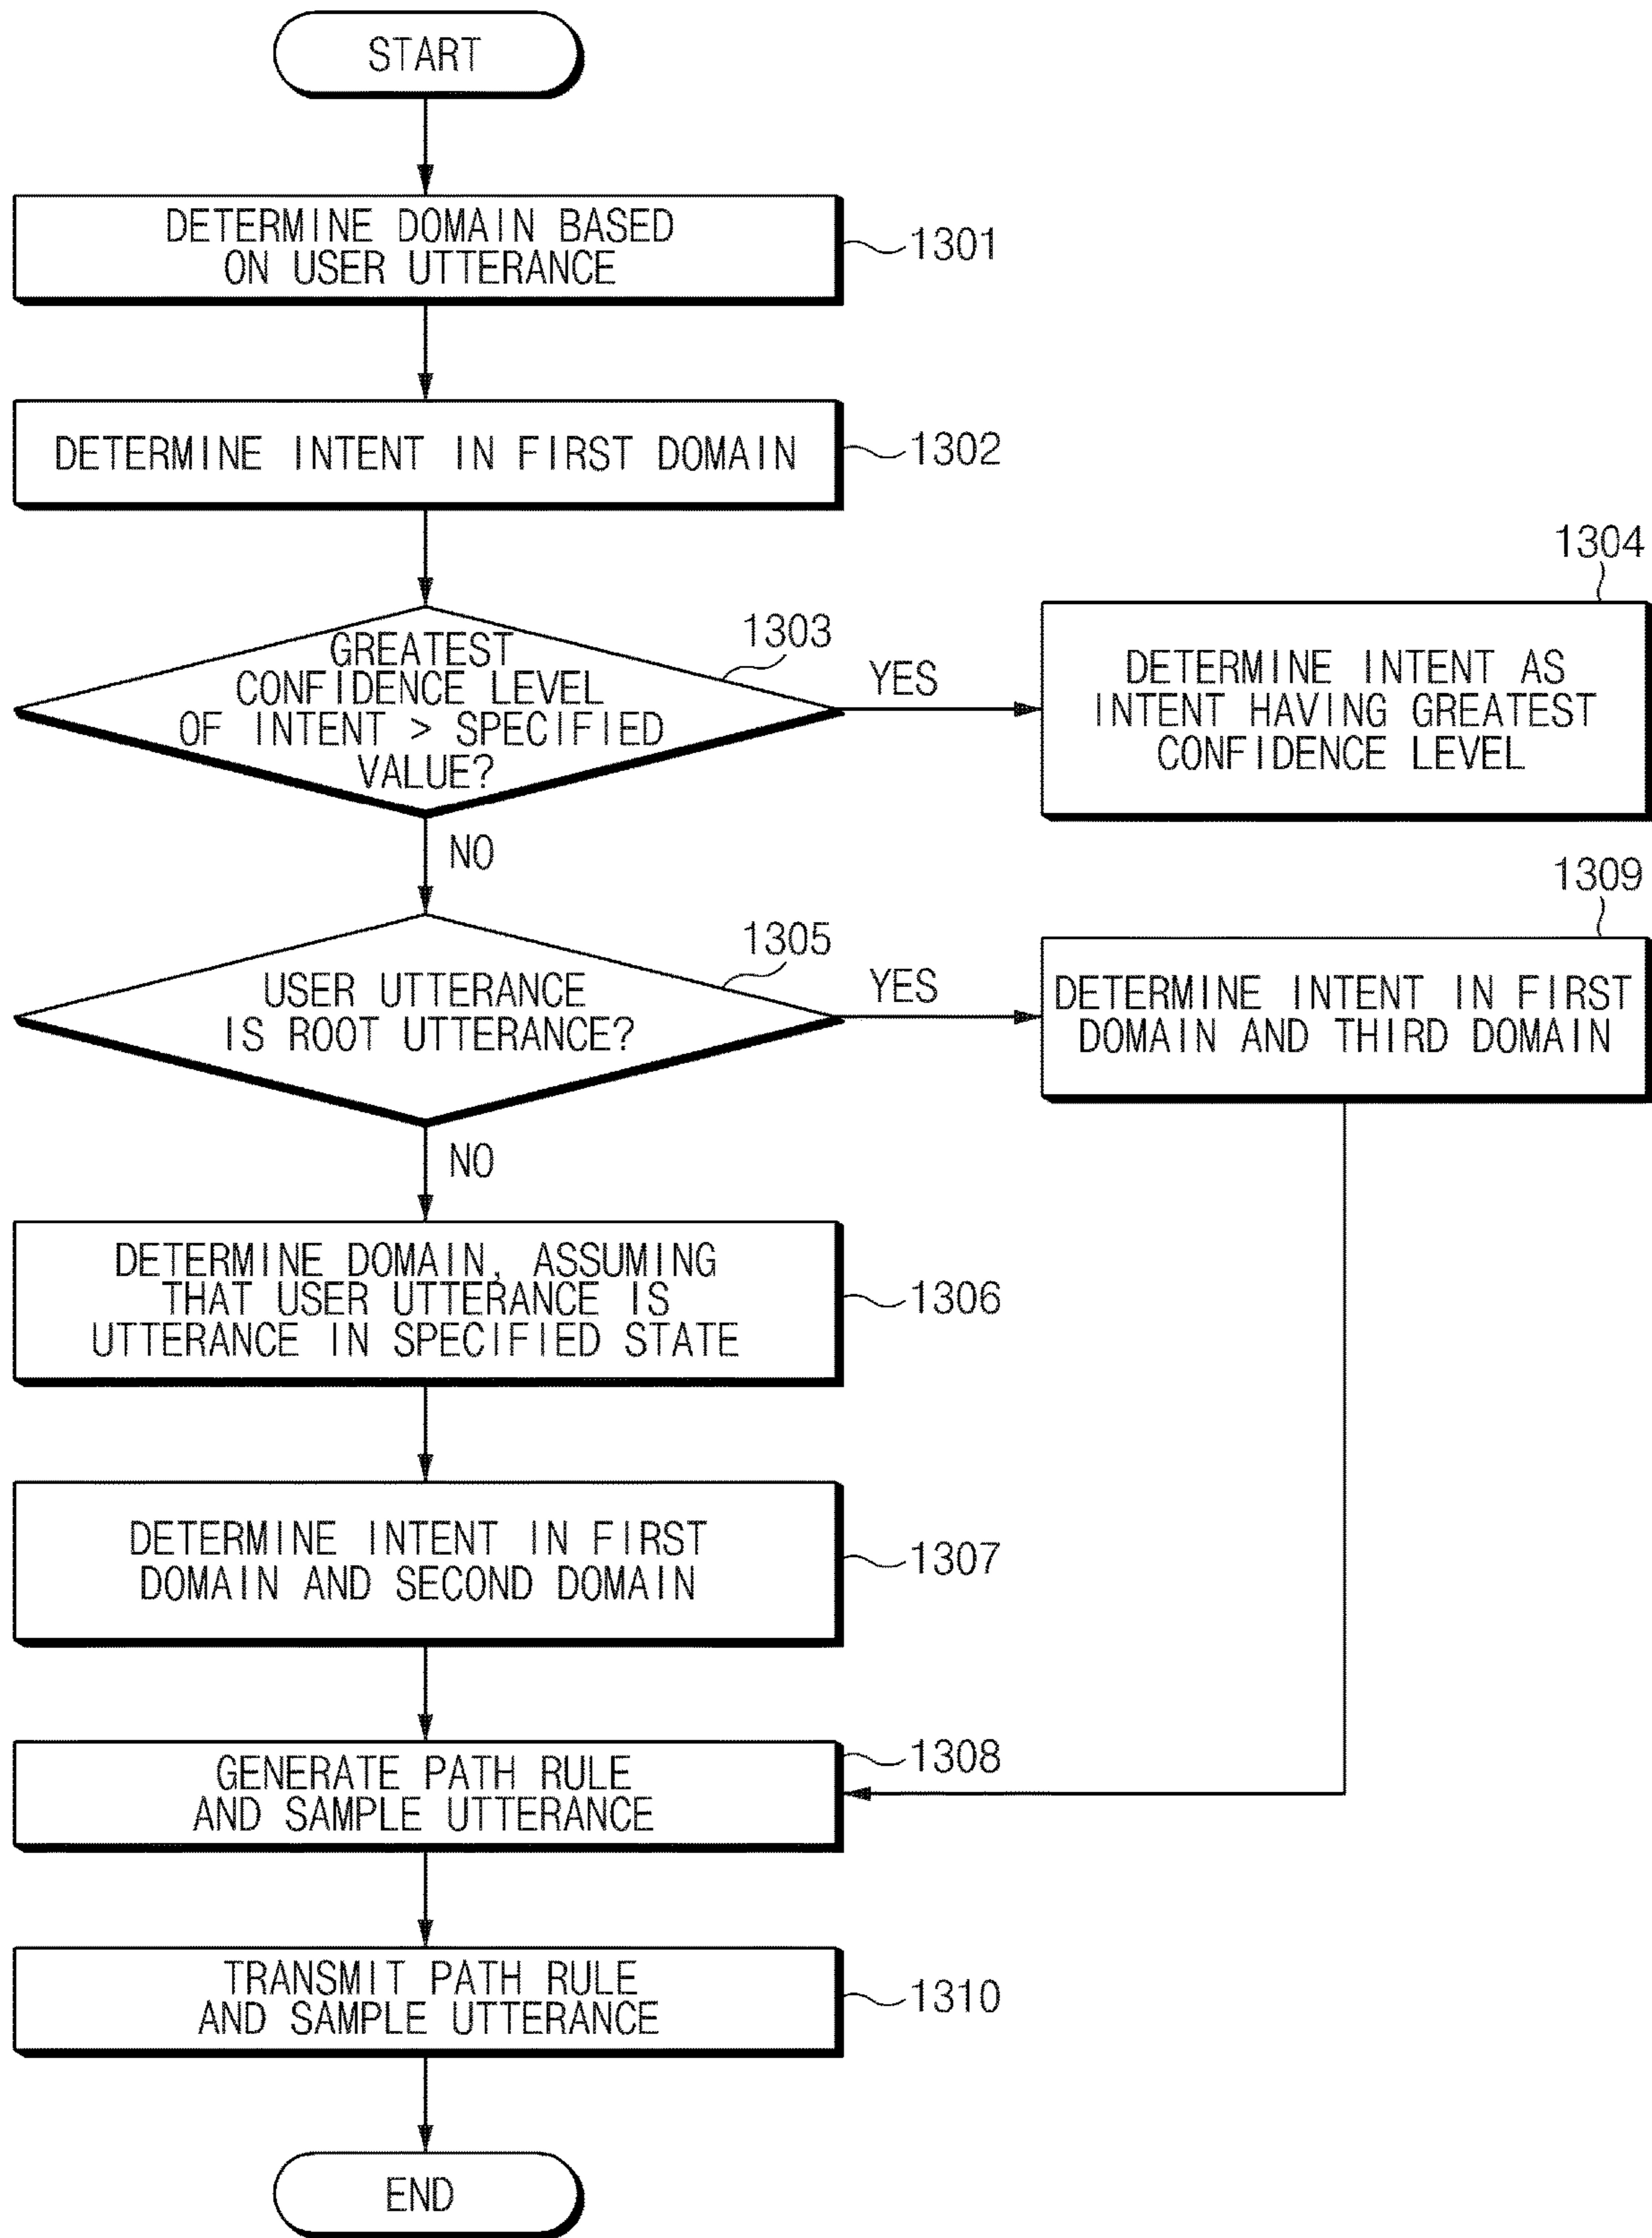 START
DETERMINE DOMAIN BASED
ON USER UTTERANCE
1301
DETERMINE INTENT IN FIRST DOMAIN
1302
GREATEST
CONFIDENCE LEVEL
OF INTENT > SPECIFIED
VALUE?
1303
YES
1304
DETERMINE INTENT AS
INTENT HAVING GREATEST
CONFIDENCE LEVEL
NO
USER UTTERANCE
IS ROOT UTTERANCE?
1305
YES
1309
DETERMINE INTENT IN FIRST
DOMAIN AND THIRD DOMAIN
NO
DETERMINE DOMAIN, ASSUMING
THAT USER UTTERANCE IS
UTTERANCE IN SPECIFIED STATE
1306
DETERMINE INTENT IN FIRST
DOMAIN AND SECOND DOMAIN
1307
GENERATE PATH RULE
AND SAMPLE UTTERANCE
1308
TRANSMIT PATH RULE
AND SAMPLE UTTERANCE
1310
END